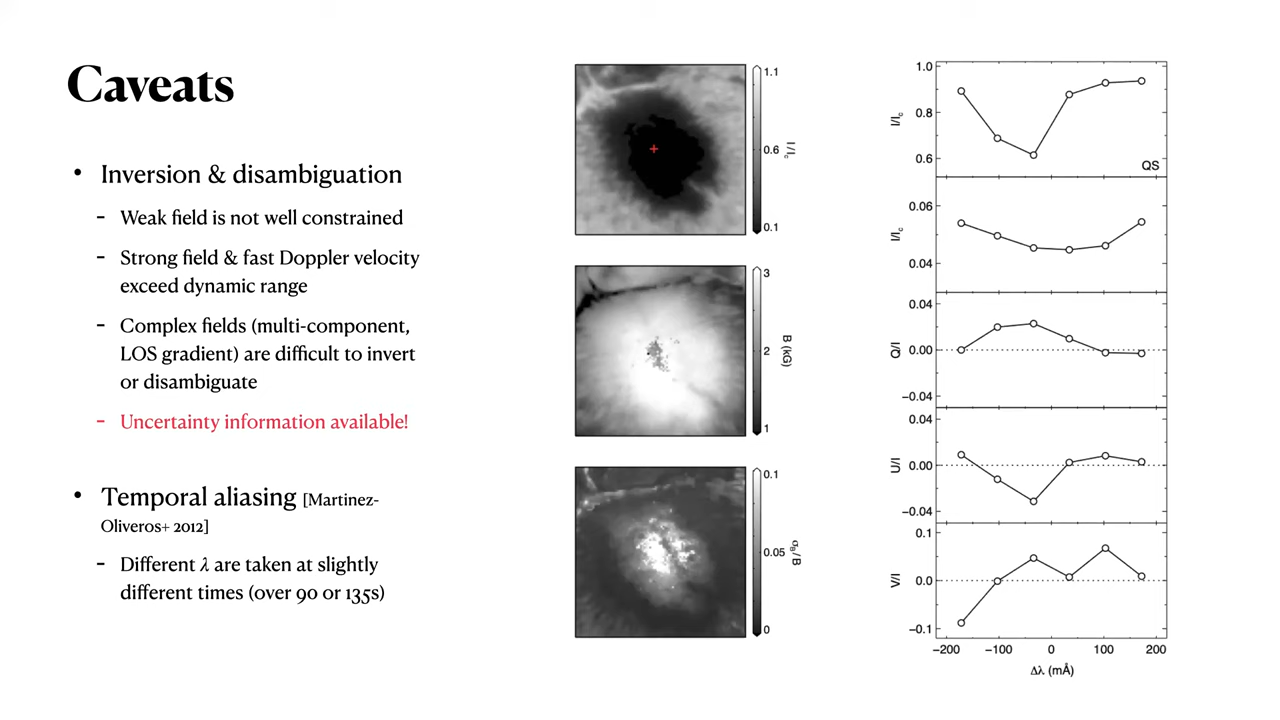 Caveats
• Inversion & disambiguation
- Weak field is not well constrained
- Strong field & fast Doppler velocity
exceed dynamic range
- Complex fields (multi-component,
LOS gradient) are difficult to invert
or disambiguate
- Uncertainty information available!
• Temporal aliasing [Martinez-
Oliveros+ 2012]
- Different λ are taken at slightly
different times (over 90 or 135s)
1.1
0.6
0.1
I/Ic
3
2
1
B (kG)
0.1
0.05
0
σB/B
1.0
0.8
0.6
I/Ic
QS
0.06
0.04
I/Ic
0.04
0.00
−0.04
Q/I
0.04
0.00
−0.04
U/I
0.1
0.0
−0.1
V/I
−200 −100 0 100 200
Δλ (mÅ)